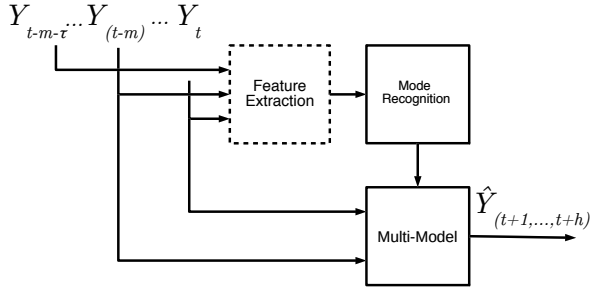 Y_{t-m-τ} ... Y_{(t-m)} ... Y_t
Feature
Extraction
Mode
Recognition
Ŷ_{(t+1,...,t+h)}
Multi-Model